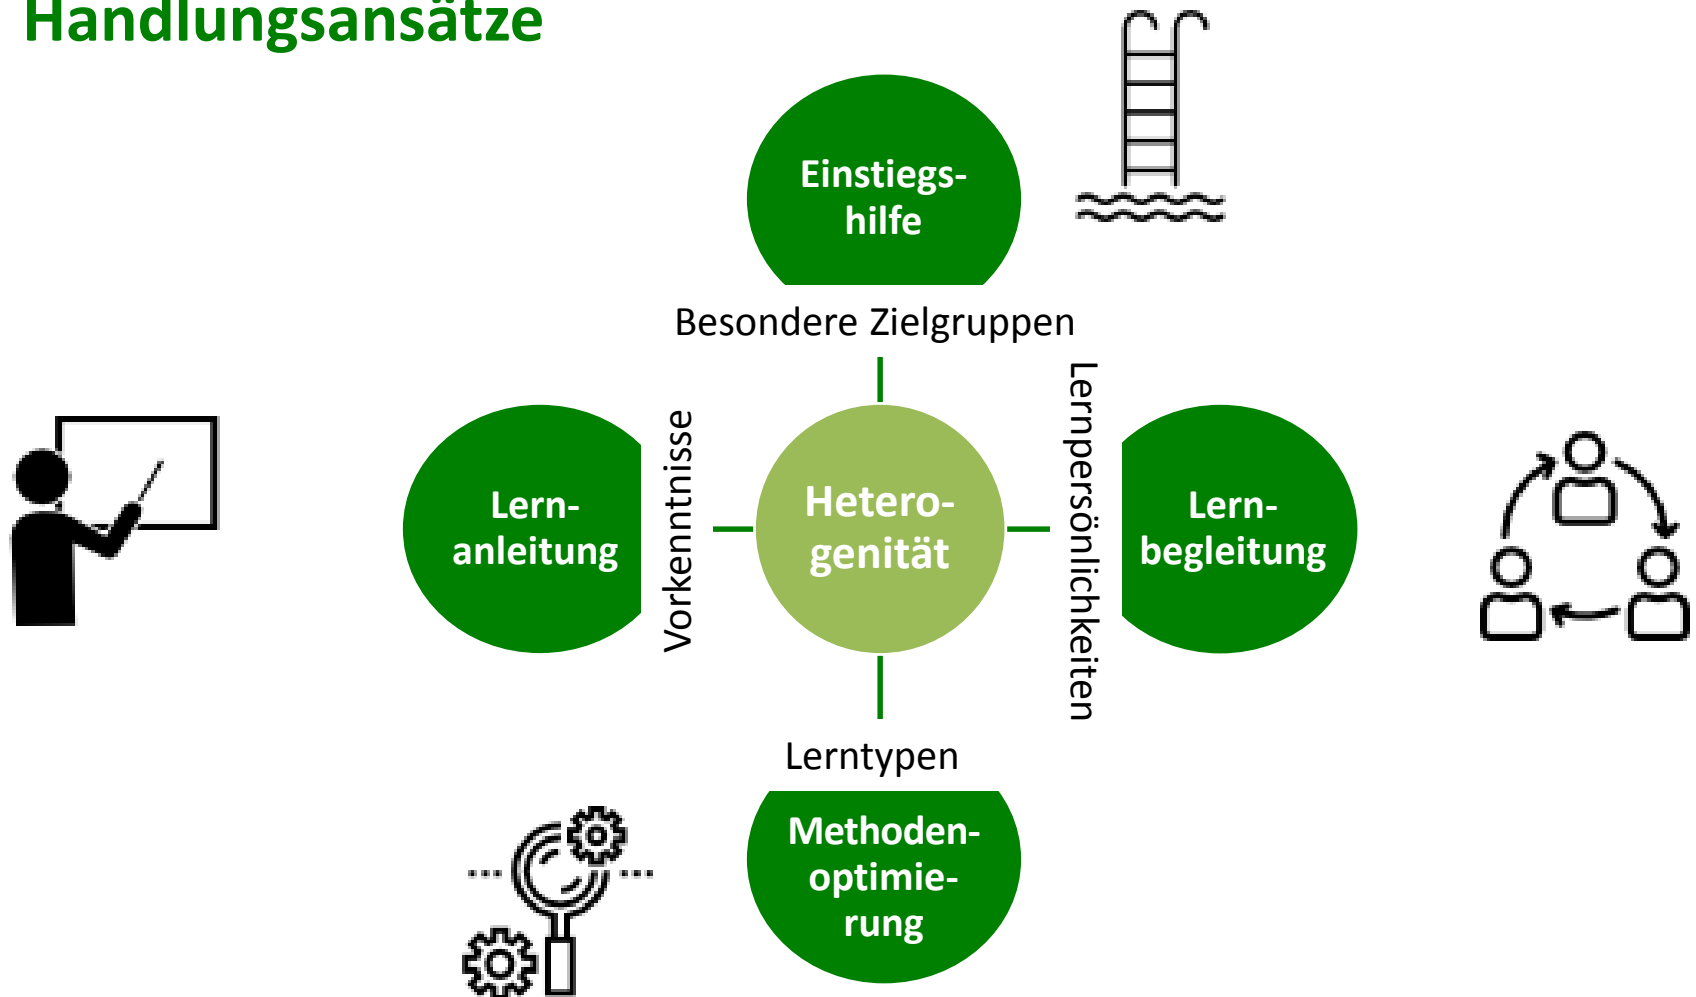 Handlungsansätze
Einstiegs-
hilfe
Besondere Zielgruppen
Lern-
anleitung
Vorkenntnisse
Hetero-
genität
Lernpersönlichkeiten
Lern-
begleitung
Lerntypen
Methoden-
optimie-
rung